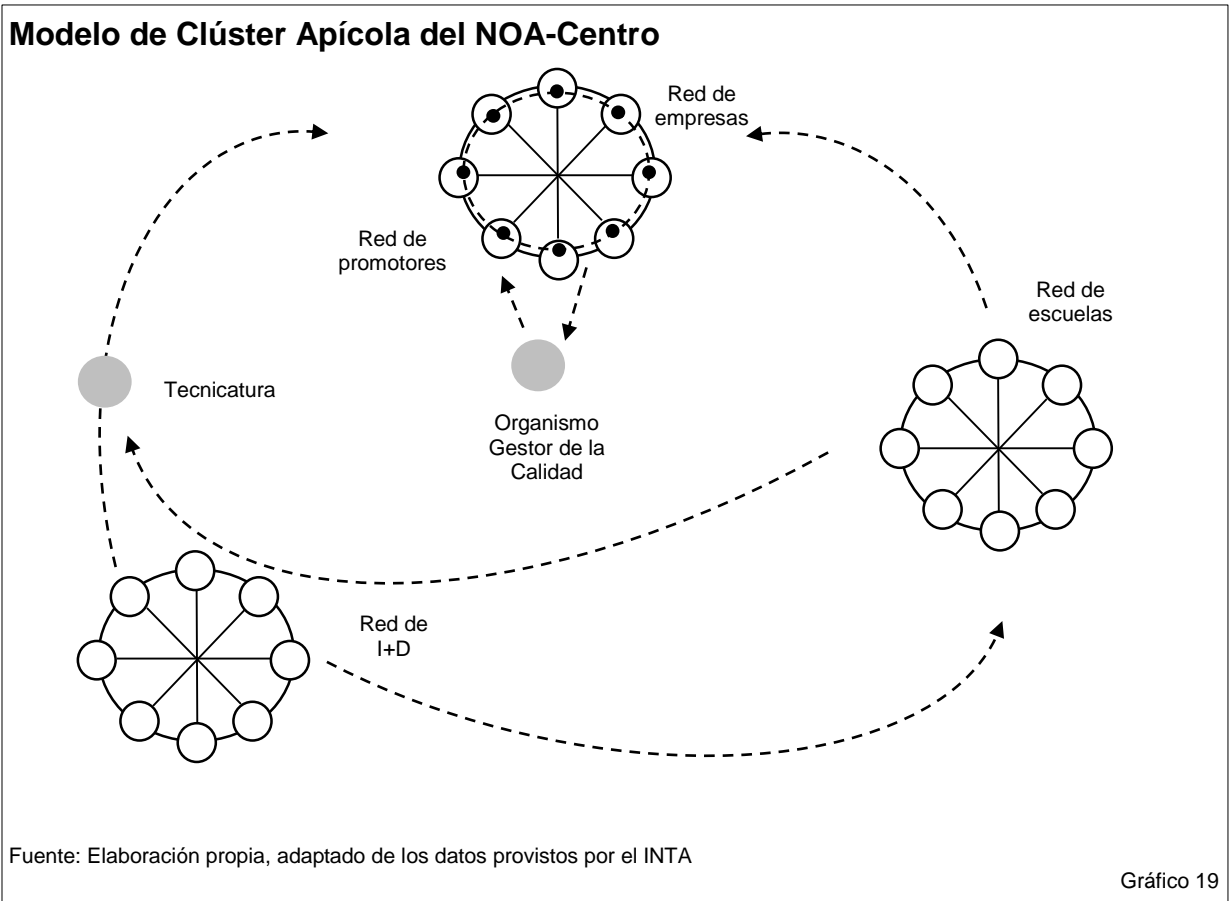 Modelo de Clúster Apícola del NOA-Centro
Red de
empresas
Red de
promotores
Red de
escuelas
Tecnicatura
Organismo
Gestor de la
Calidad
Red de
I+D
Fuente: Elaboración propia, adaptado de los datos provistos por el INTA
Gráfico 19